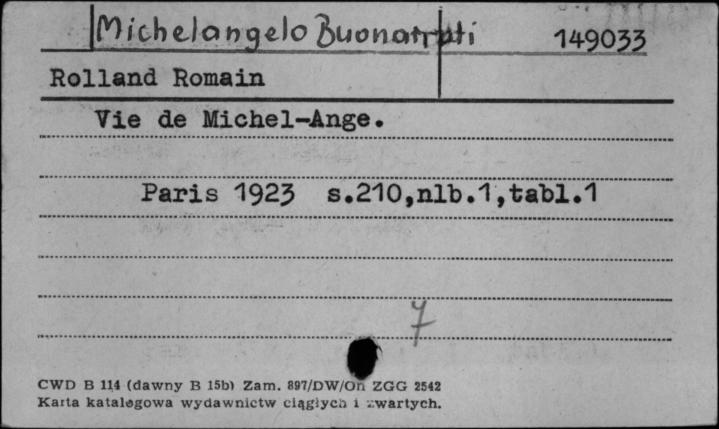 Michelangelo Buonarroti 149033
Rolland Romain
Vie de Michel-Ange.
Paris 1923 s.210,nlb.1,tabl.1
7
CWD B 114 (dawny B 15b) Zam. 897/DW/On ZGG 2542
Karta katalogowa wydawnictw ciągłych i zwartych.